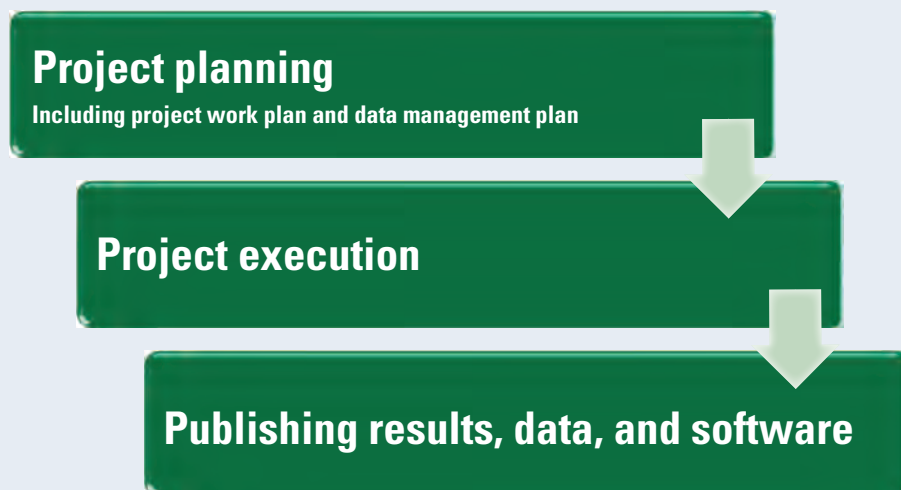 Project planning
Including project work plan and data management plan
Project execution
Publishing results, data, and software